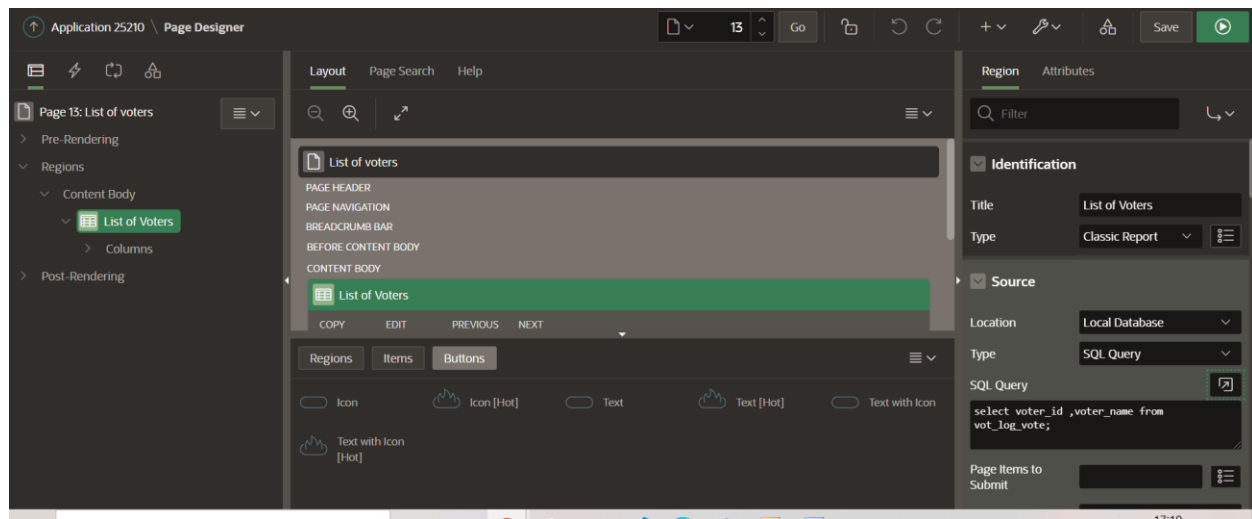 Application 25210 \ Page Designer
13
Go
Save
Page 13: List of voters
Pre-Rendering
Regions
Content Body
List of Voters
Columns
Post-Rendering
Layout Page Search Help
List of voters
PAGE HEADER
PAGE NAVIGATION
BREADCRUMB BAR
BEFORE CONTENT BODY
CONTENT BODY
List of Voters
COPY EDIT PREVIOUS NEXT
Regions Items Buttons
Icon Icon [Hot] Text Text [Hot] Text with Icon
Text with Icon
[Hot]
Region Attributes
Filter
Identification
Title List of Voters
Type Classic Report
Source
Location Local Database
Type SQL Query
SQL Query
select voter_id ,voter_name from
vot_log_vote;
Page Items to
Submit